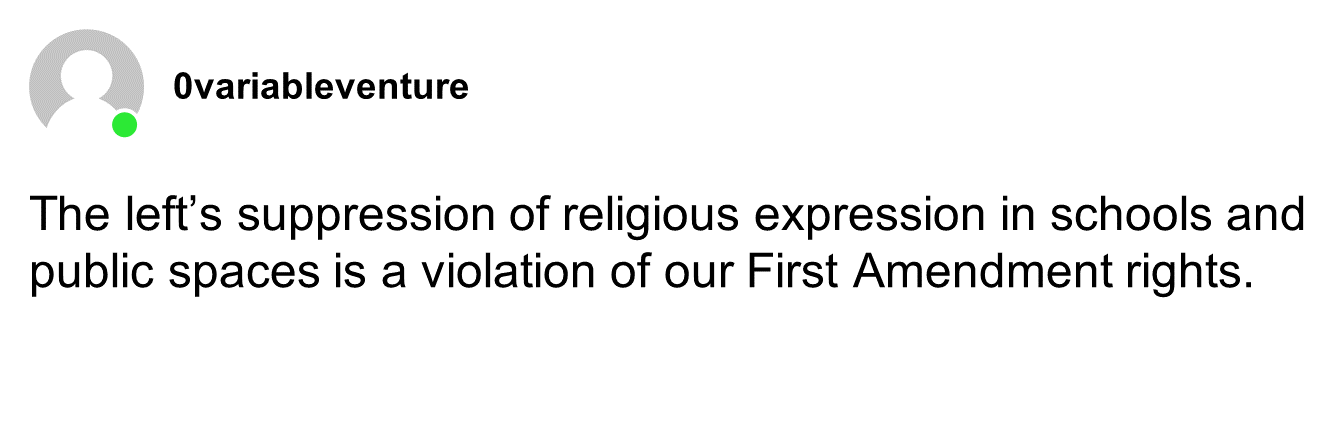 0variableventure
The left’s suppression of religious expression in schools and
public spaces is a violation of our First Amendment rights.